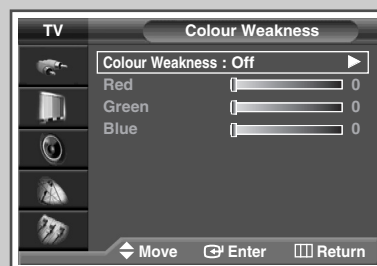 TV
Colour Weakness
Colour Weakness : Off
Red 0
Green 0
Blue 0
Move Enter Return